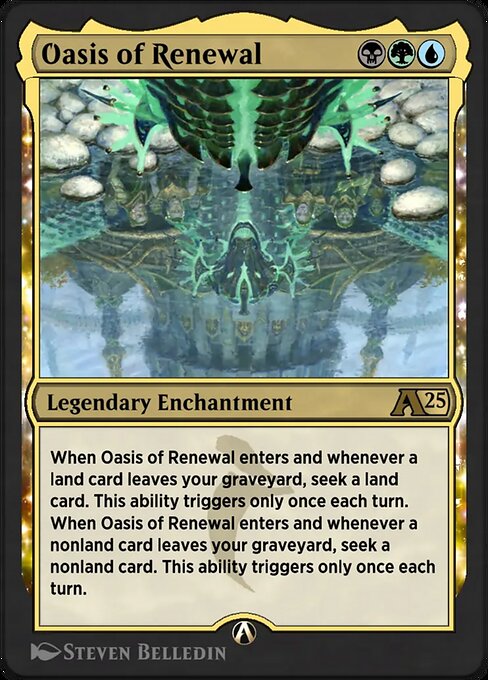 Oasis of Renewal
Legendary Enchantment
A25
When Oasis of Renewal enters and whenever a
land card leaves your graveyard, seek a land
card. This ability triggers only once each turn.
When Oasis of Renewal enters and whenever a
nonland card leaves your graveyard, seek a
nonland card. This ability triggers only once each
turn.
Steven Belledin